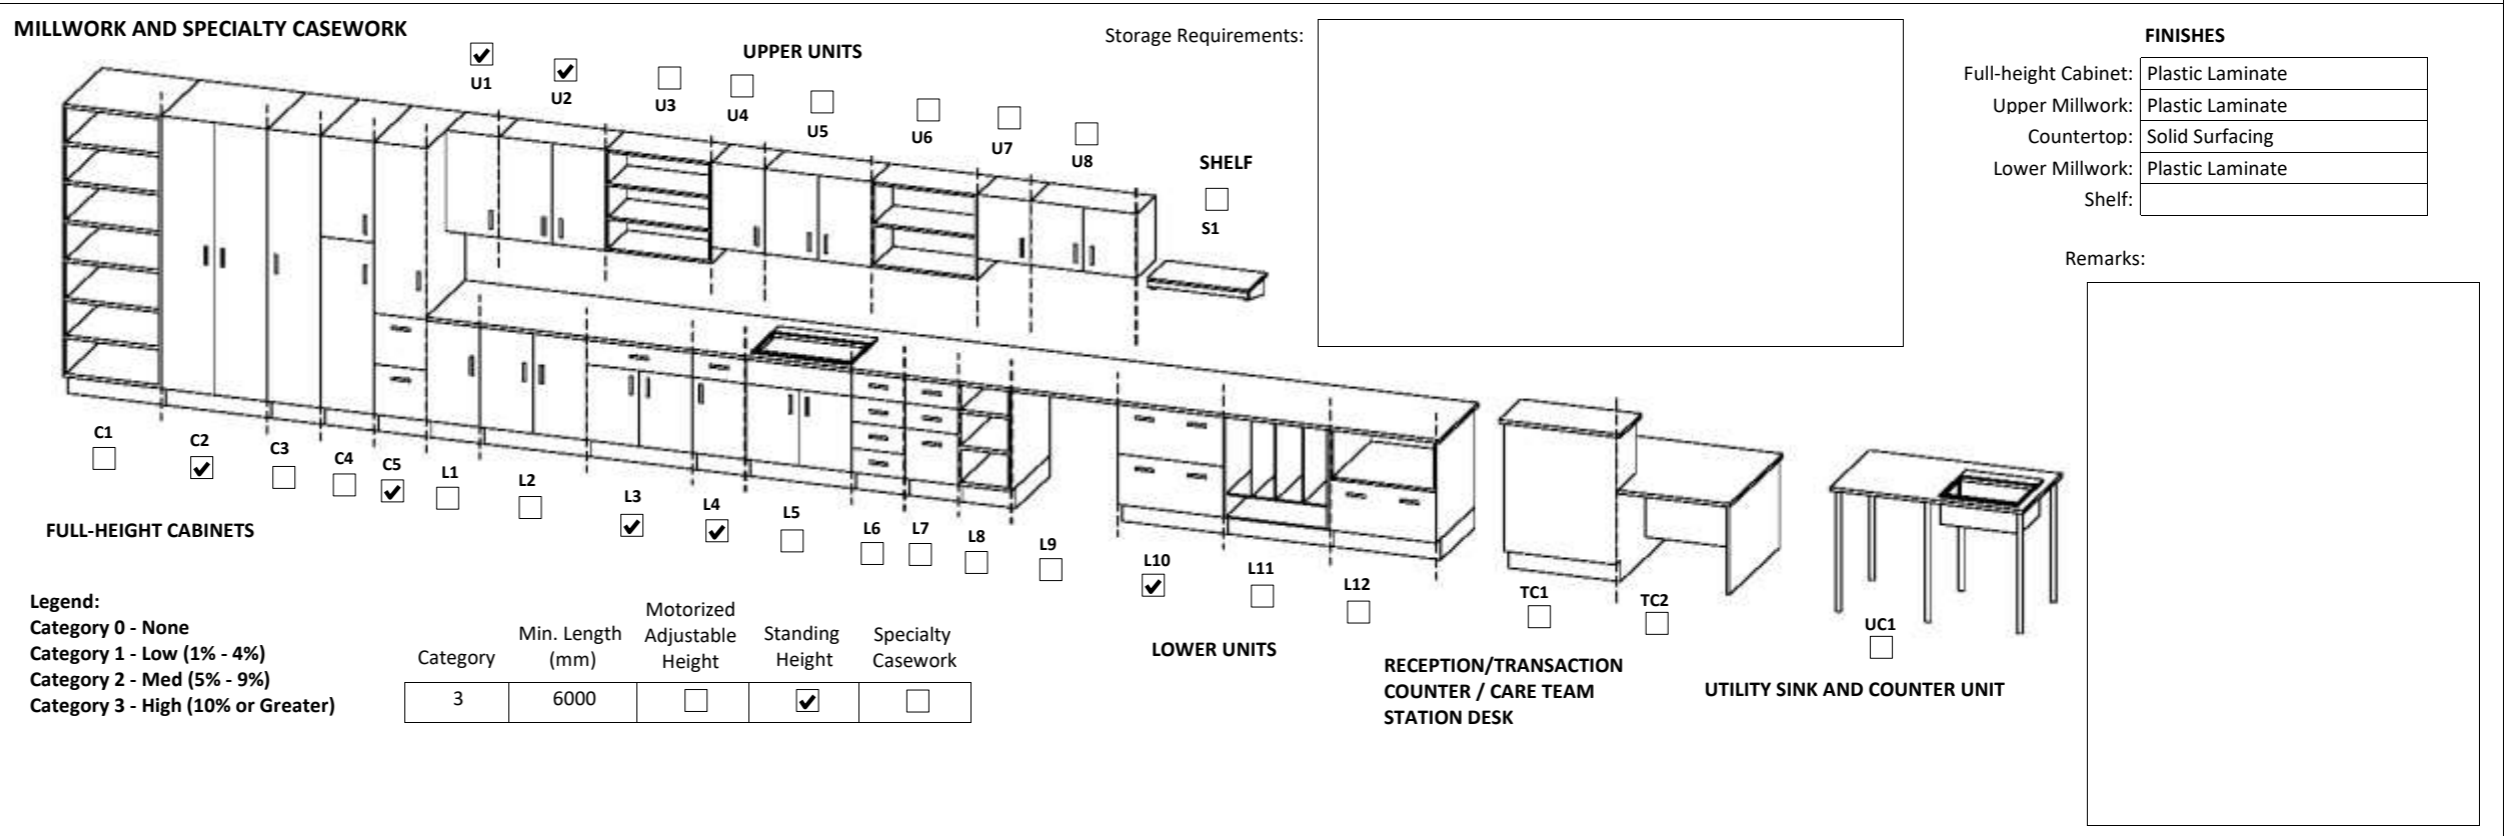 MILLWORK AND SPECIALTY CASEWORK
UPPER UNITS
U1
U2
U3
U4
U5
U6
U7
U8
SHELF
S1
Storage Requirements:
FINISHES
Full-height Cabinet: Plastic Laminate
Upper Millwork: Plastic Laminate
Countertop: Solid Surfacing
Lower Millwork: Plastic Laminate
Shelf:
Remarks:
C1
C2
C3
C4
C5
L1
L2
L3
L4
L5
L6
L7
L8
L9
L10
L11
L12
TC1
TC2
UC1
FULL-HEIGHT CABINETS
LOWER UNITS
RECEPTION/TRANSACTION
COUNTER / CARE TEAM
STATION DESK
UTILITY SINK AND COUNTER UNIT
Legend:
Category 0 - None
Category 1 - Low (1% - 4%)
Category 2 - Med (5% - 9%)
Category 3 - High (10% or Greater)
Category
Min. Length
(mm)
Motorized
Adjustable
Height
Standing
Height
Specialty
Casework
3
6000